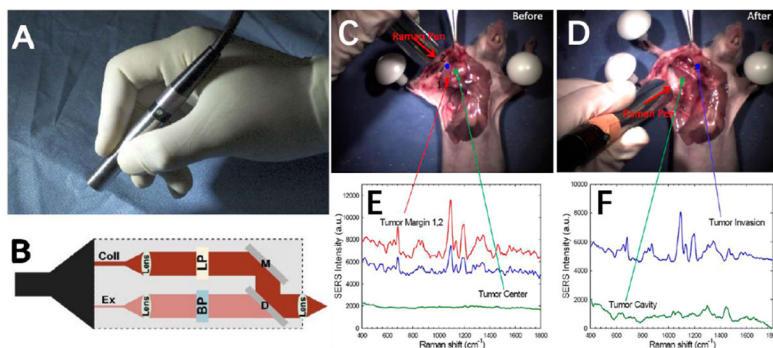 A
B
Coll
Ex
Lens
Lens
LP
BP
M
D
Lens
C
Before
Raman Pen
D
After
Raman Pen
E
SERS Intensity (a.u.)
12000
10000
8000
6000
4000
2000
0
Tumor Margin 1,2
Tumor Center
400 600 800 1000 1200 1400 1600 1800
Raman shift (cm-1)
F
SERS Intensity (a.u.)
10000
8000
6000
4000
2000
0
Tumor Invasion
Tumor Cavity
400 600 800 1000 1200 1400 1600 1800
Raman shift (cm-1)